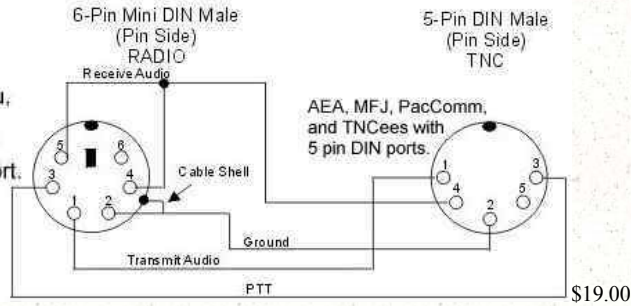 6-Pin Mini DIN Male
(Pin Side)
RADIO
5-Pin DIN Male
(Pin Side)
TNC
Receive Audio
AEA, MFJ, PacComm,
and TNCees with
5 pin DIN ports.
5
6
3
4
1
2
Cable Shell
1
3
4
5
2
Ground
Transmit Audio
PTT
$19.00